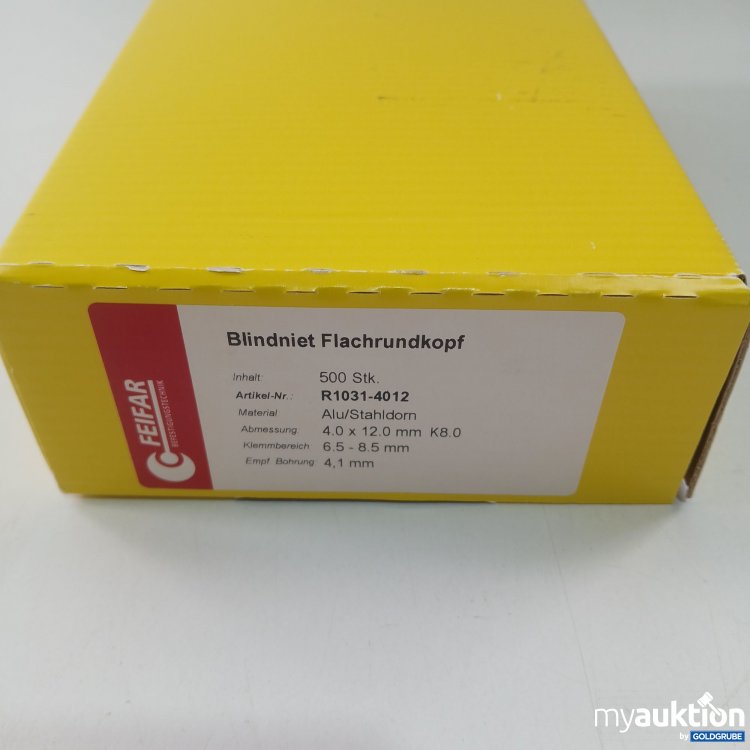 FEIFAR
BEFESTIGUNGSTECHNIK
Blindniet Flachrundkopf
Inhalt: 500 Stk.
Artikel-Nr.: R1031-4012
Material Alu/Stahldorn
Abmessung: 4.0 x 12.0 mm K8.0
Klemmbereich 6.5 - 8.5 mm
Empf. Bohrung: 4,1 mm
myauktion
by GOLDGRUBE